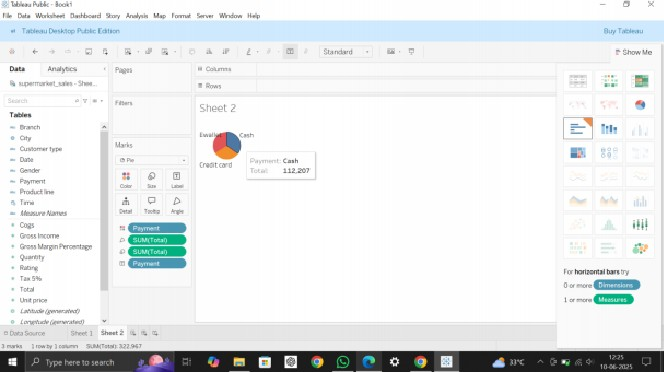 Tableau Public - Book1
File Data Worksheet Dashboard Story Analysis Map Format Server Window Help
Tableau Desktop Public Edition Buy Tableau
Standard Show Me
Data Analytics Pages Columns
supermarket_sales - Shee... Rows
Search Filters Sheet 2
Tables
Branch Ewallet Cash
City
Customer type Marks Payment: Cash
Date Pie Total: 1,12,207
Gender Credit card
Payment Color Size Label
Product line
Time Detail Tooltip Angle
Measure Names
Cogs Payment
Gross Income SUM(Total)
Gross Margin Percentage SUM(Total)
Quantity Payment
Rating
Tax 5% For horizontal bars try
Total 0 or more Dimensions
Unit price 1 or more Measures
Latitude (generated)
Longitude (generated)
Data Source Sheet 1 Sheet 2
3 marks 1 row by 1 column SUM(Total): 3,22,967
Type here to search 33°C 12:25
10-06-2025